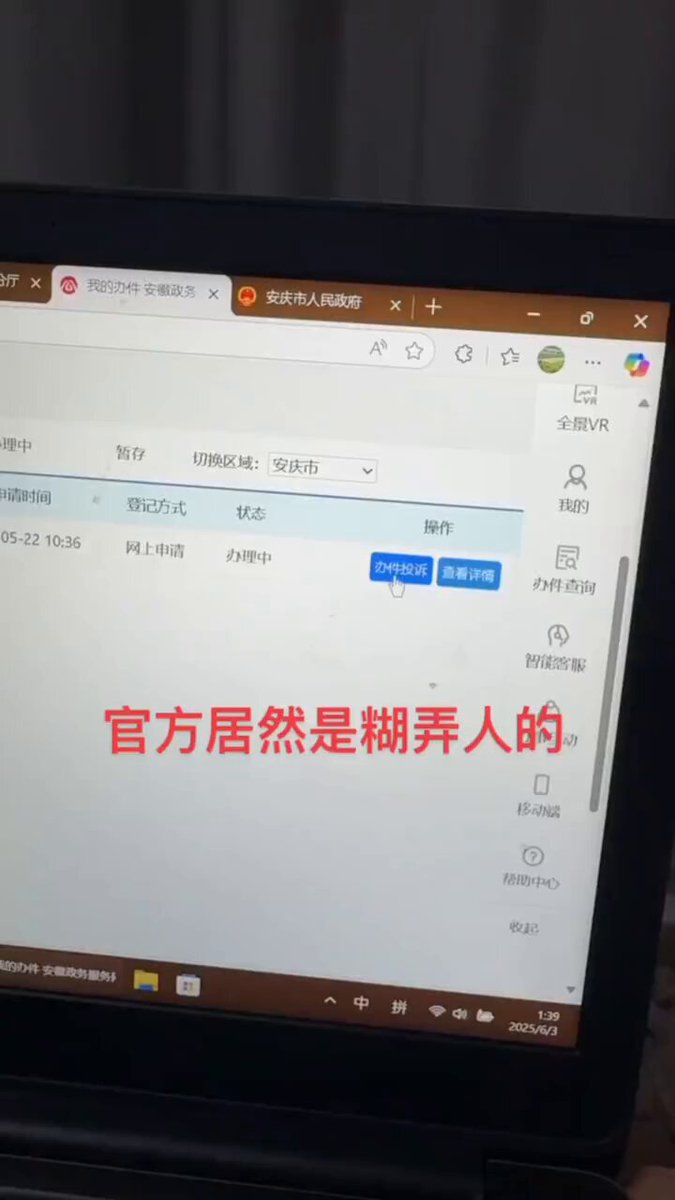 分厅
我的办件 安徽政务
安庆市人民政府
全景VR
理中
暂存
切换区域:
安庆市
我的
申请时间
登记方式
状态
操作
05-22 10:36
网上申请
办理中
办件投诉
查看详情
办件查询
智能客服
官方居然是糊弄人的
移动端
帮助中心
收起
我的办件 安徽政务服务
中
拼
1:39
2025/6/3